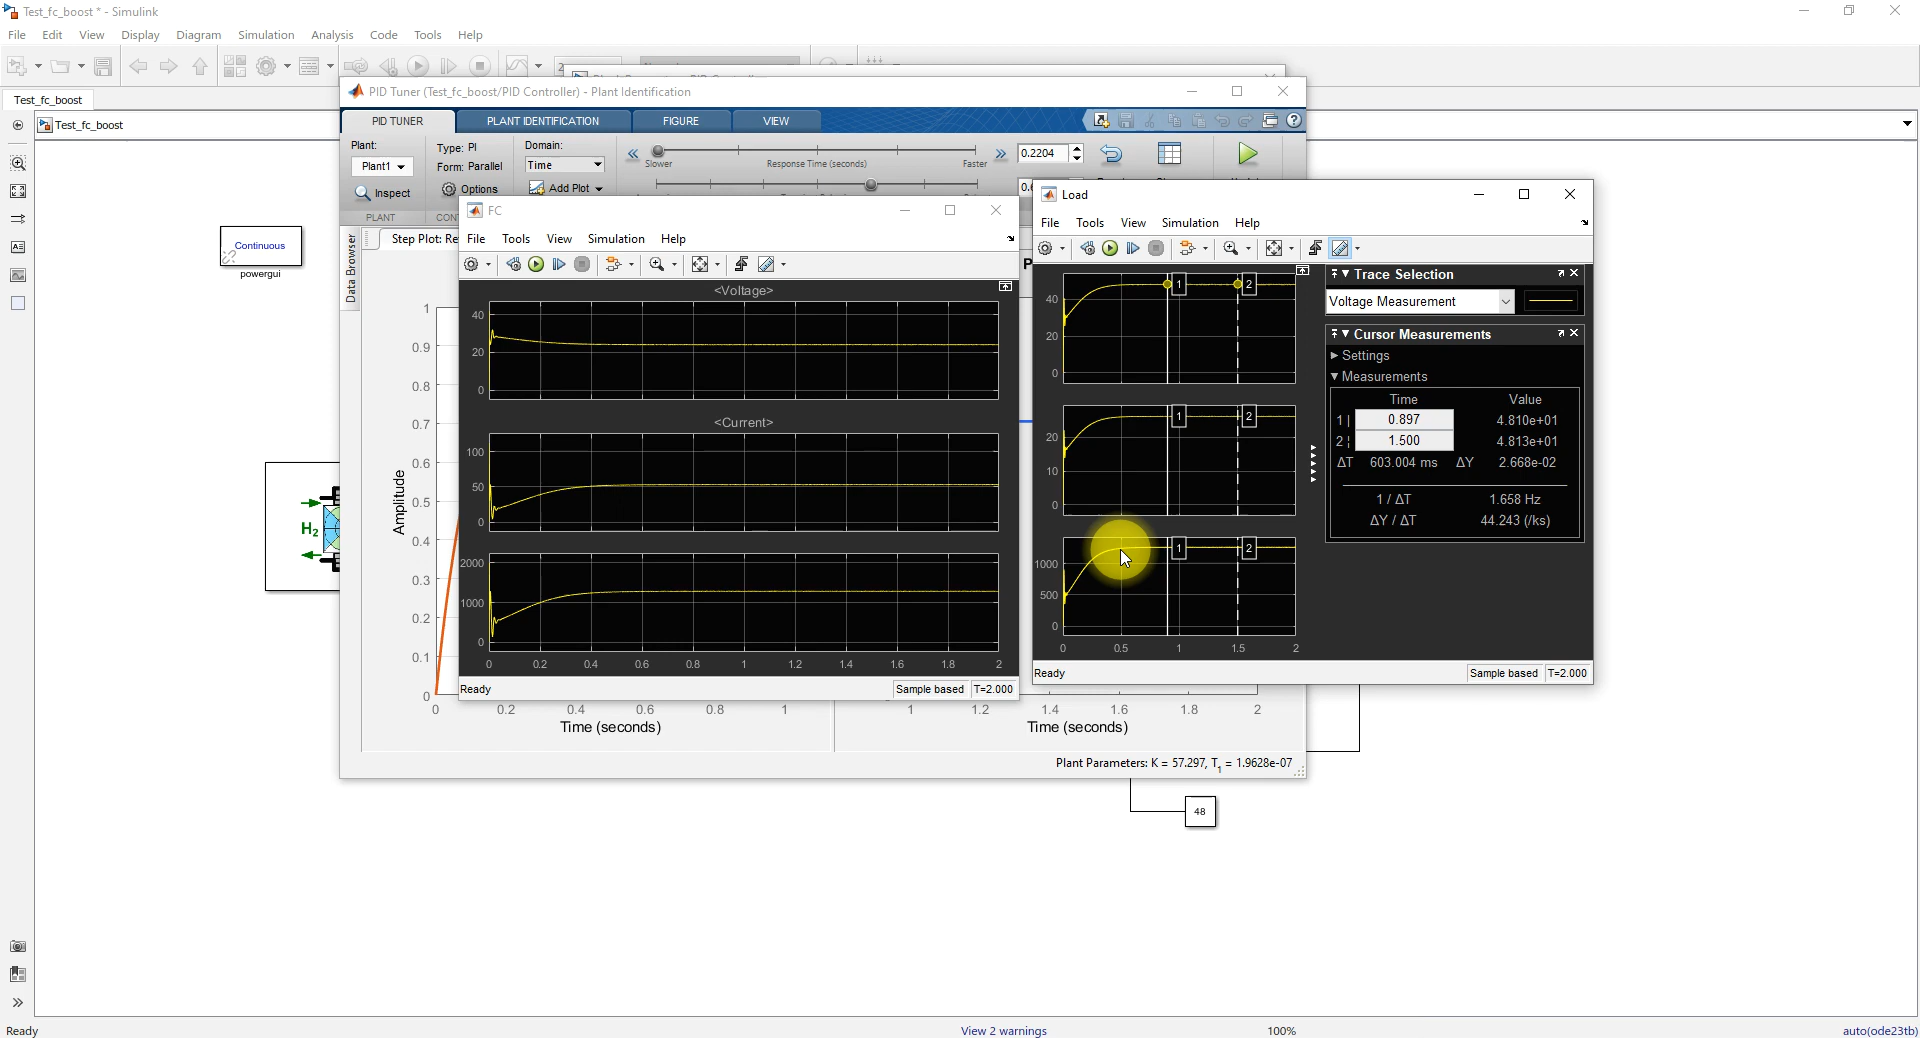 Test_fc_boost * - Simulink
File Edit View Display Diagram Simulation Analysis Code Tools Help
Test_fc_boost
Test_fc_boost
Continuous
powergui
H2
PID Tuner (Test_fc_boost/PID Controller) - Plant Identification
PID TUNER PLANT IDENTIFICATION FIGURE VIEW
Plant:
Plant1
Inspect
PLANT
Type: PI
Form: Parallel
Options
Domain:
Time
Add Plot
Slower
Response Time (seconds)
Faster
0.2204
Data Browser
Step Plot: Re
Amplitude
1
0.9
0.8
0.7
0.6
0.5
0.4
0.3
0.2
0.1
0
0 0.2 0.4 0.6 0.8 1
Time (seconds)
1 1.2 1.4 1.6 1.8 2
Time (seconds)
Plant Parameters: K = 57.297, T1 = 1.9628e-07
FC
File Tools View Simulation Help
<Voltage>
40
20
0
<Current>
100
50
0
2000
1000
0
0 0.2 0.4 0.6 0.8 1 1.2 1.4 1.6 1.8 2
Ready
Sample based T=2.000
Load
File Tools View Simulation Help
40
20
0
1 2
20
10
0
1 2
1000
500
0
1 2
0 0.5 1 1.5 2
Trace Selection
Voltage Measurement
Cursor Measurements
Settings
Measurements
Time Value
1 0.897 4.810e+01
2 1.500 4.813e+01
ΔT 603.004 ms ΔY 2.668e-02
1 / ΔT 1.658 Hz
ΔY / ΔT 44.243 (/ks)
Ready
Sample based T=2.000
48
Ready
View 2 warnings
100%
auto(ode23tb)